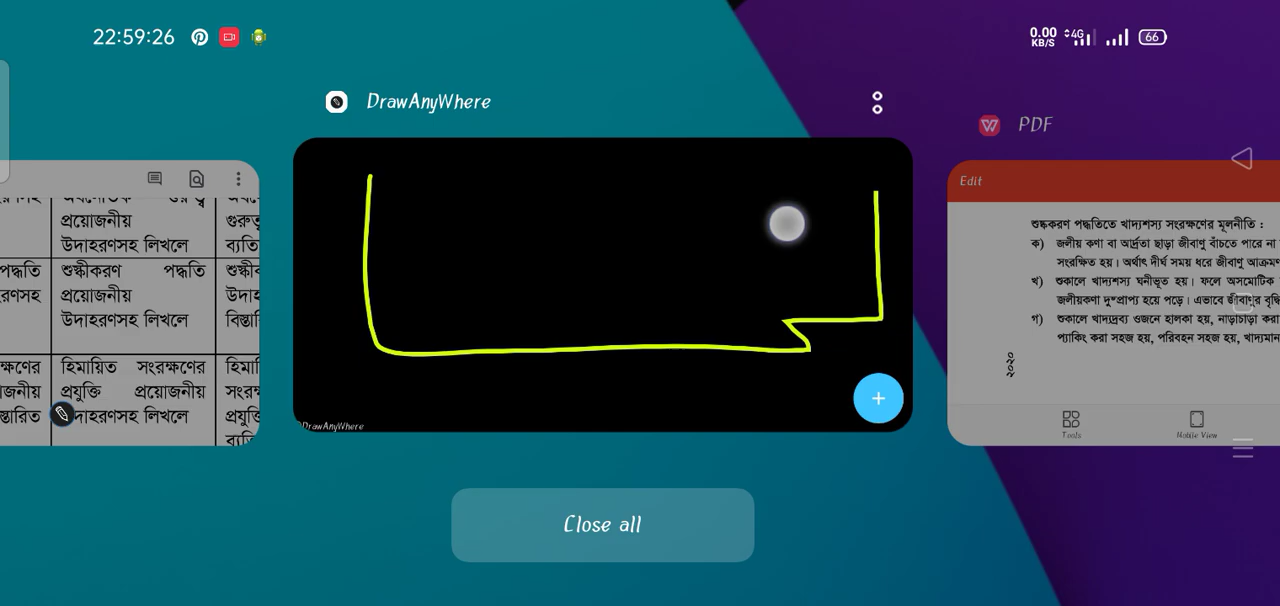 22:59:26
0.00 KB/S 4G 66
DrawAnyWhere
PDF
প্রয়োজনীয়
উদাহরণসহ লিখলে
পদ্ধতি
রণসহ
শুষ্কীকরণ পদ্ধতি
প্রয়োজনীয়
উদাহরণসহ লিখলে
ক্ষণের
হিমায়িত সংরক্ষণের
প্রযুক্তি প্রয়োজনীয়
লিখলে
DrawAnyWhere
Edit
শুষ্ককরণ পদ্ধতিতে খাদ্যশস্য সংরক্ষণের মূলনীতি :
ক) জলীয় কণা বা আর্দ্রতা ছাড়া জীবাণু বাঁচতে পারে না
সংরক্ষিত হয়। অর্থাৎ দীর্ঘ সময় ধরে জীবাণু আক্রমণ
খ) শুকালে খাদ্যশস্য ঘনীভূত হয়। ফলে অসমোটিক
জলীয়কণা দুষ্প্রাপ্য হয়ে পড়ে। এভাবে জীবাণুর
গ) শুকালে খাদ্যদ্রব্য ওজনে হালকা হয়, নাড়াচাড়া করা
প্যাকিং করা সহজ হয়, পরিবহন সহজ হয়, খাদ্যমান
২০২০
Tools
Mobile View
Close all